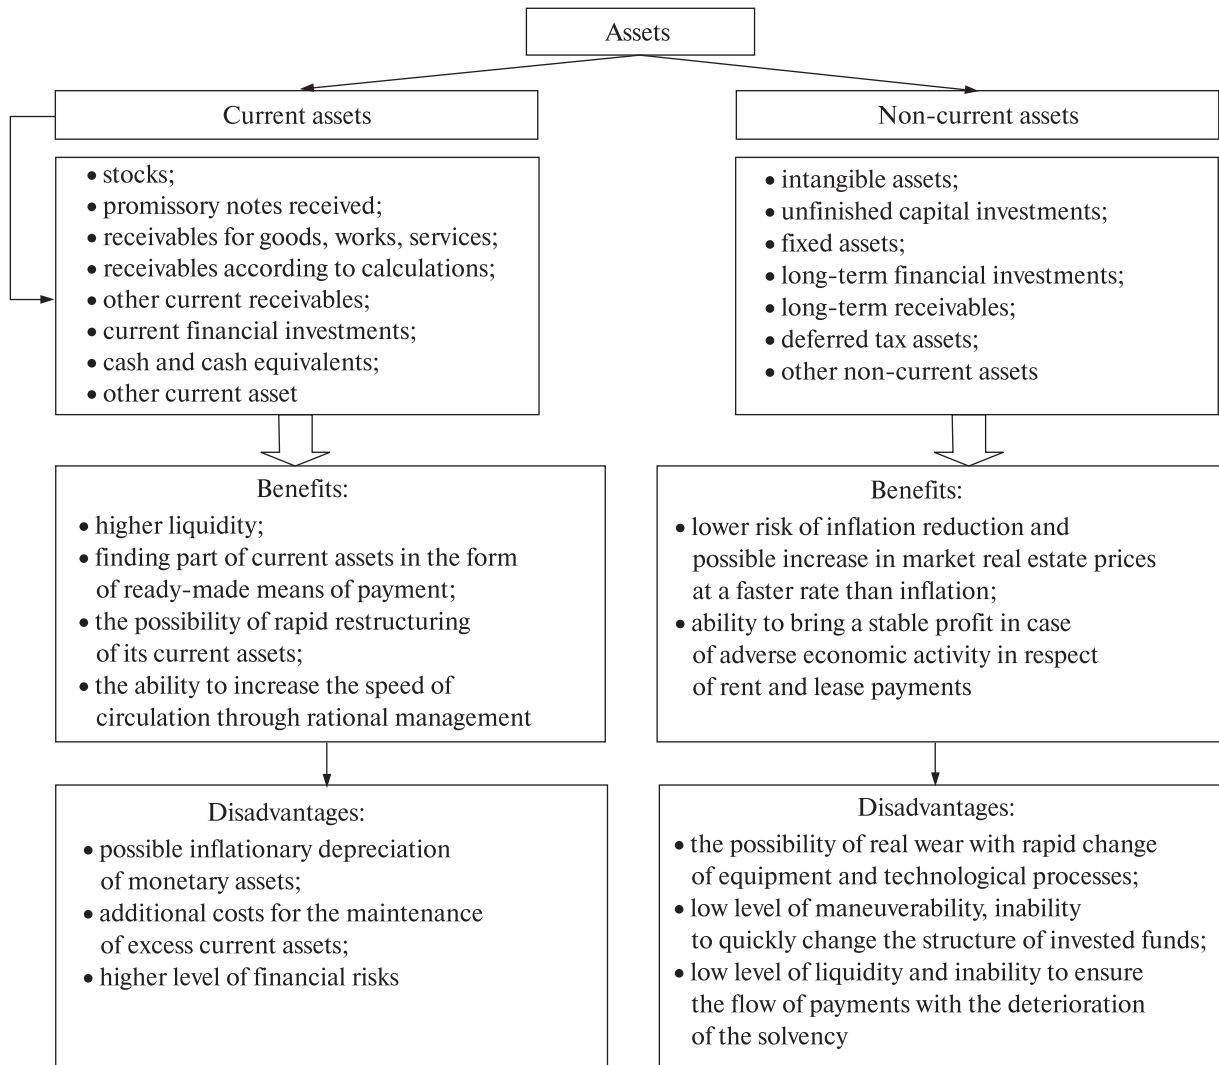 Assets
Current assets
• stocks;
• promissory notes received;
• receivables for goods, works, services;
• receivables according to calculations;
• other current receivables;
• current financial investments;
• cash and cash equivalents;
• other current asset
Benefits:
• higher liquidity;
• finding part of current assets in the form
of ready-made means of payment;
• the possibility of rapid restructuring
of its current assets;
• the ability to increase the speed of
circulation through rational management
Disadvantages:
• possible inflationary depreciation
of monetary assets;
• additional costs for the maintenance
of excess current assets;
• higher level of financial risks
Non-current assets
• intangible assets;
• unfinished capital investments;
• fixed assets;
• long-term financial investments;
• long-term receivables;
• deferred tax assets;
• other non-current assets
Benefits:
• lower risk of inflation reduction and
possible increase in market real estate prices
at a faster rate than inflation;
• ability to bring a stable profit in case
of adverse economic activity in respect
of rent and lease payments
Disadvantages:
• the possibility of real wear with rapid change
of equipment and technological processes;
• low level of maneuverability, inability
to quickly change the structure of invested funds;
• low level of liquidity and inability to ensure
the flow of payments with the deterioration
of the solvency